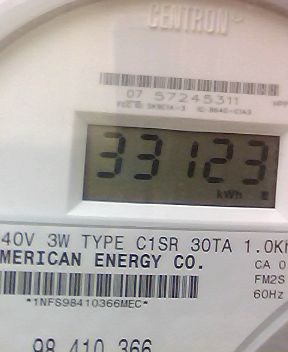 CENTRON
07 57245311
33123
kWh
40V 3W TYPE C1SR 30TA 1.0Kh
MERICAN ENERGY CO.
CA 0
FM2S
60Hz
*1NFS98410366MEC*
98 410 366